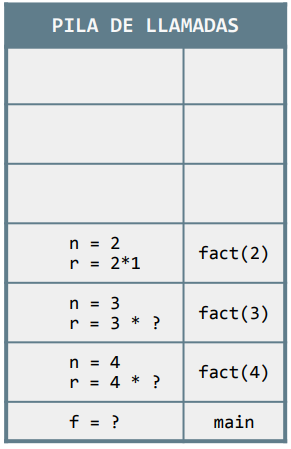 PILA DE LLAMADAS
n = 2
r = 2*1
fact(2)
n = 3
r = 3 * ?
fact(3)
n = 4
r = 4 * ?
fact(4)
f = ?
main